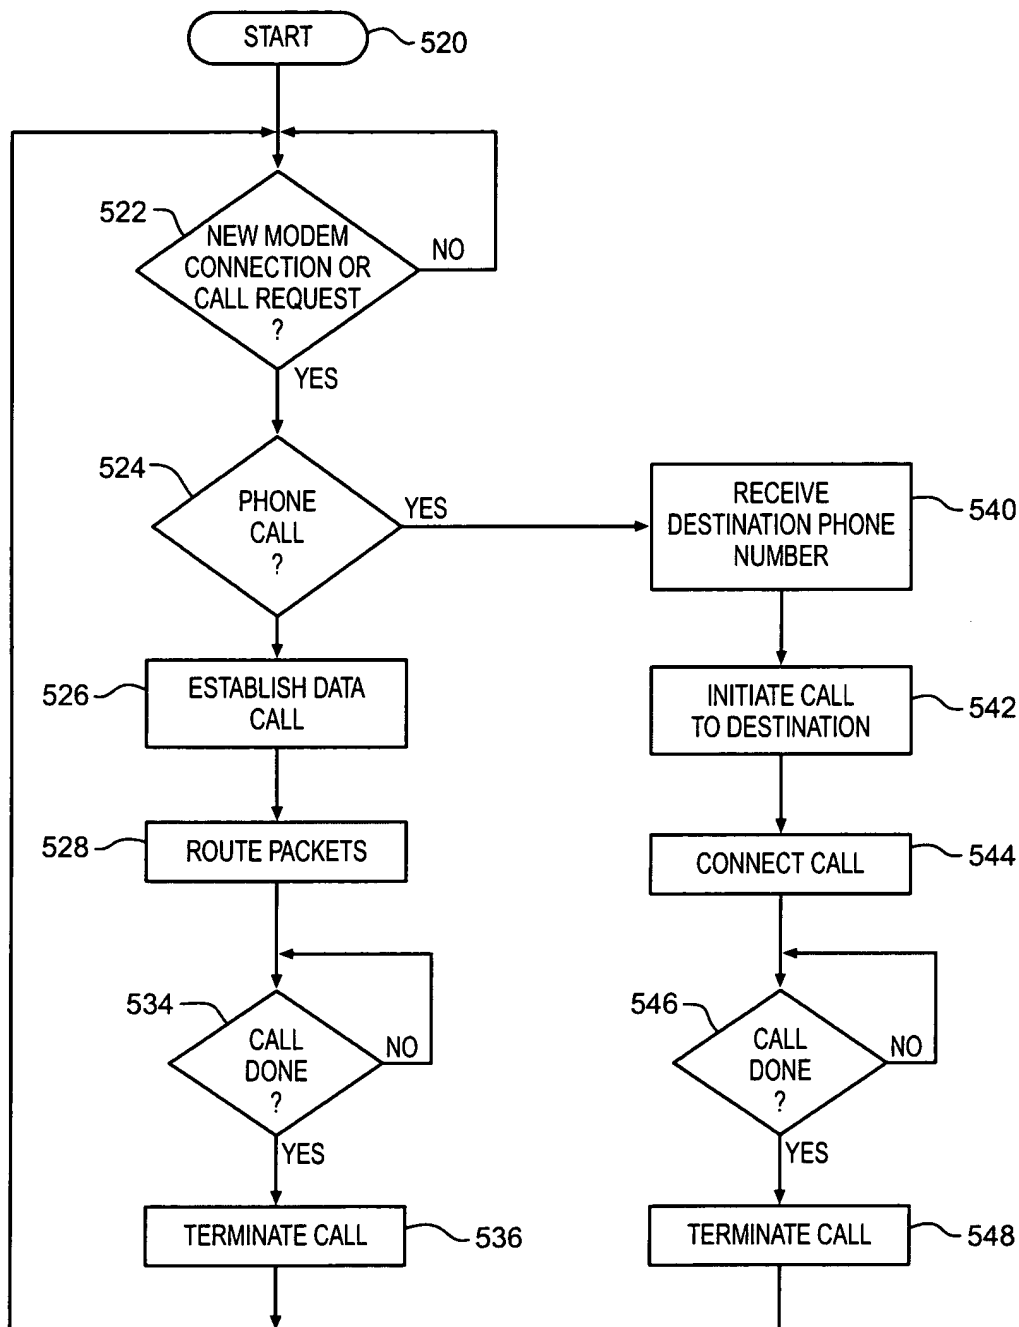 START
520
522
NEW MODEM
CONNECTION OR
CALL REQUEST
?
NO
YES
524
PHONE
CALL
?
YES
RECEIVE
DESTINATION PHONE
NUMBER
540
526
ESTABLISH DATA
CALL
INITIATE CALL
TO DESTINATION
542
528
ROUTE PACKETS
CONNECT CALL
544
534
CALL
DONE
?
NO
YES
546
CALL
DONE
?
NO
YES
TERMINATE CALL
536
TERMINATE CALL
548